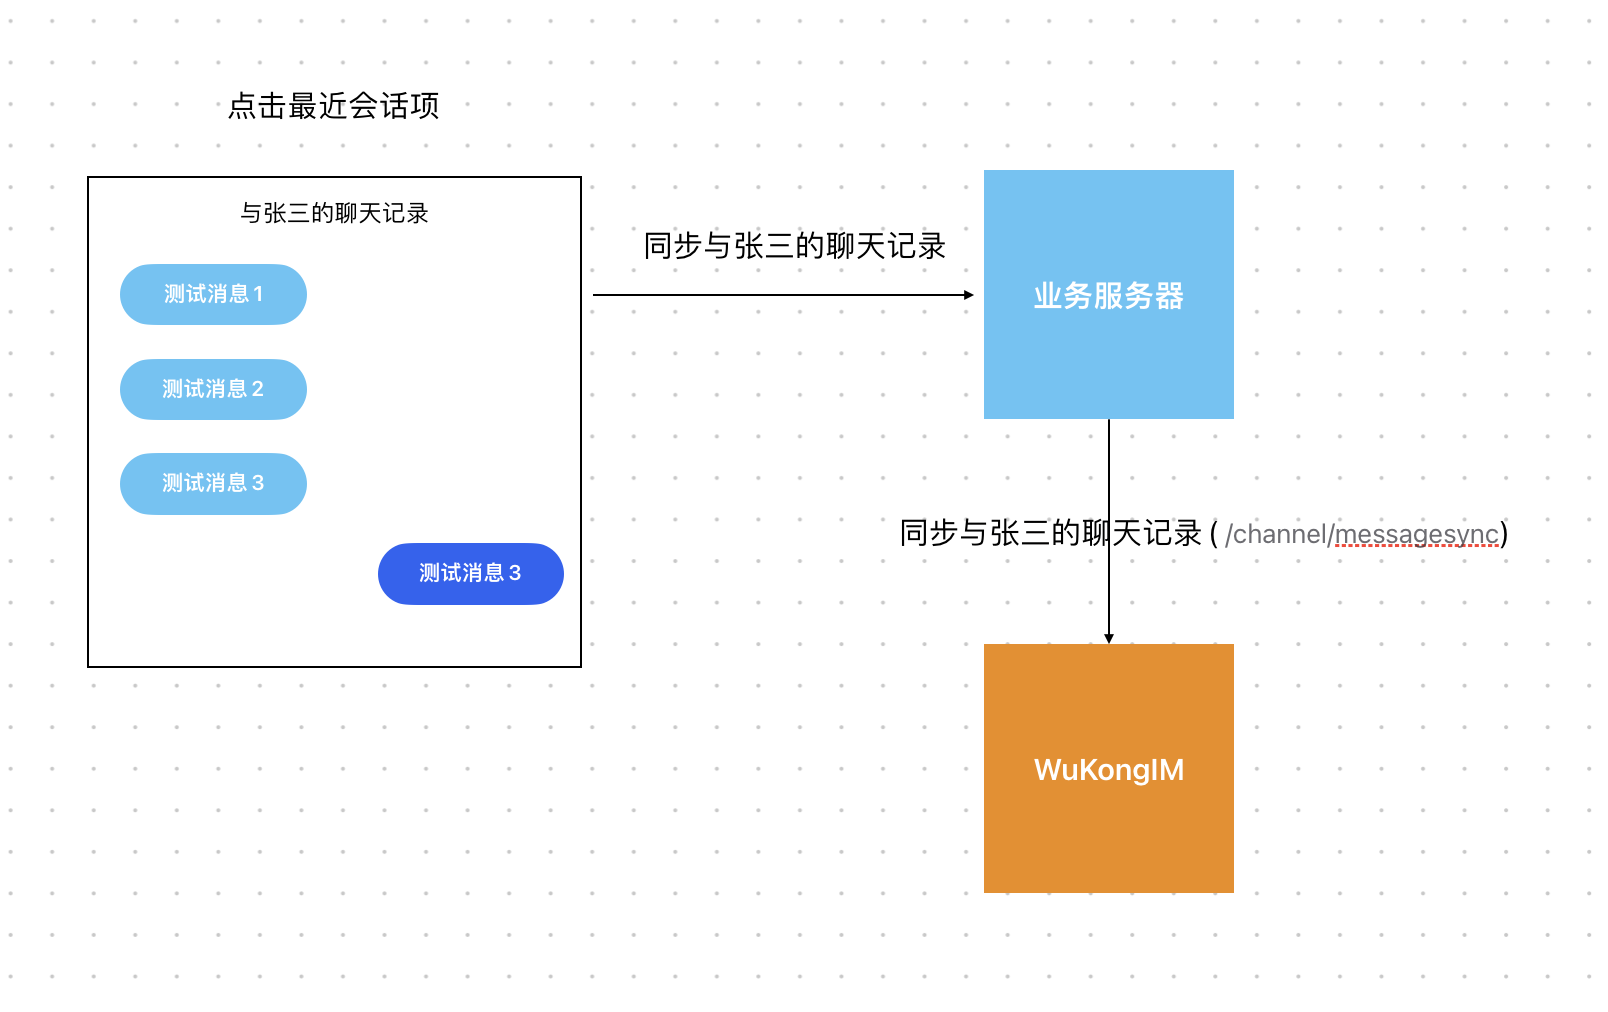 点击最近会话项
与张三的聊天记录
测试消息1
测试消息2
测试消息3
测试消息3
同步与张三的聊天记录
业务服务器
同步与张三的聊天记录 ( /channel/messagesync)
WuKongIM